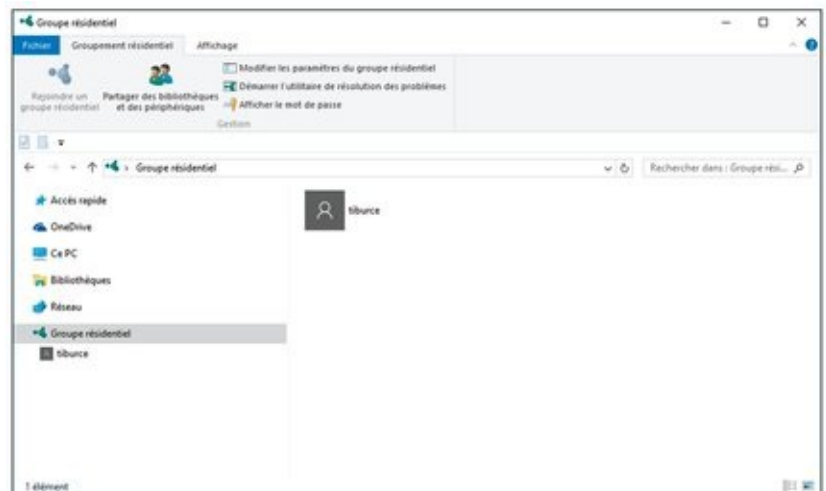 Groupe résidentiel
Fichier Groupement résidentiel Affichage
Rejoindre un groupe résidentiel
Partager des bibliothèques et des périphériques
Modifier les paramètres du groupe résidentiel
Démarrer l'utilitaire de résolution des problèmes
Afficher le mot de passe
Gestion
Groupe résidentiel
Rechercher dans : Groupe rési...
Accès rapide
OneDrive
Ce PC
Bibliothèques
Réseau
Groupe résidentiel
tiburce
tiburce
1 élément